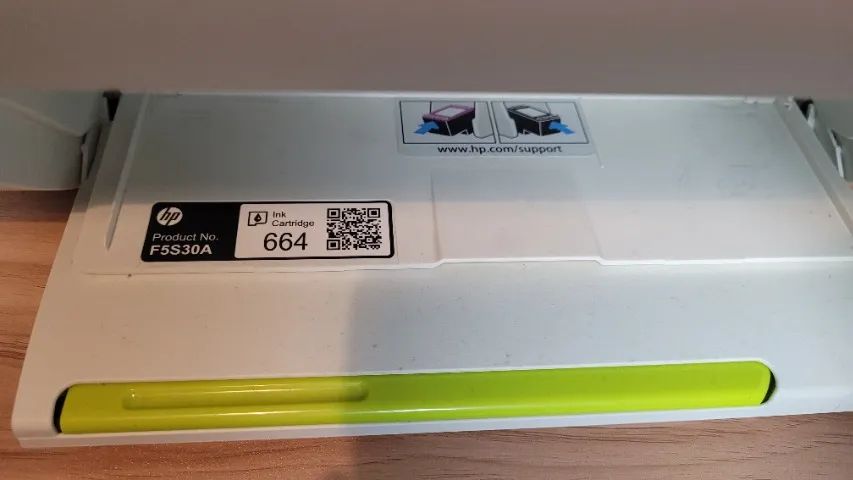 www.hp.com/support
hp
Product No.
F5S30A
Ink
Cartridge
664